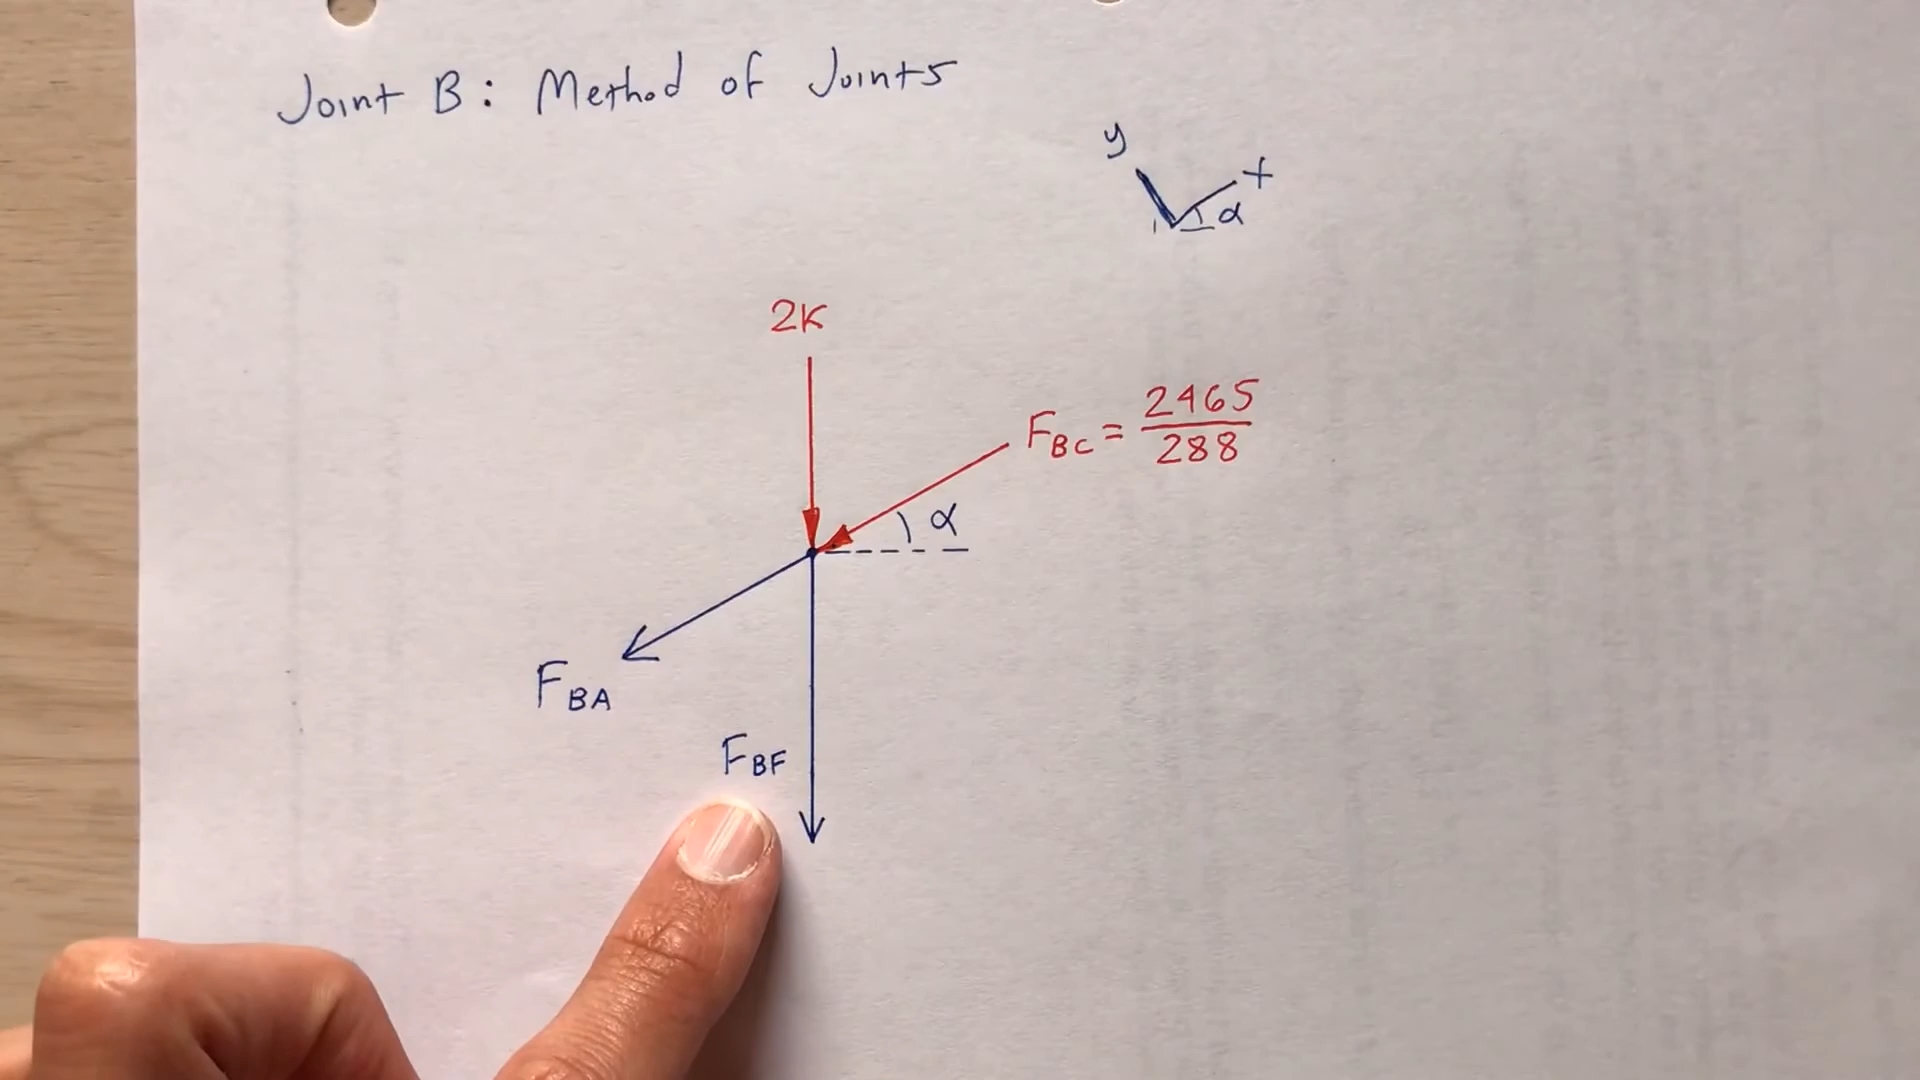 Joint B: Method of Joints
y
x
α
2K
F_BC = 2465/288
α
F_BA
F_BF